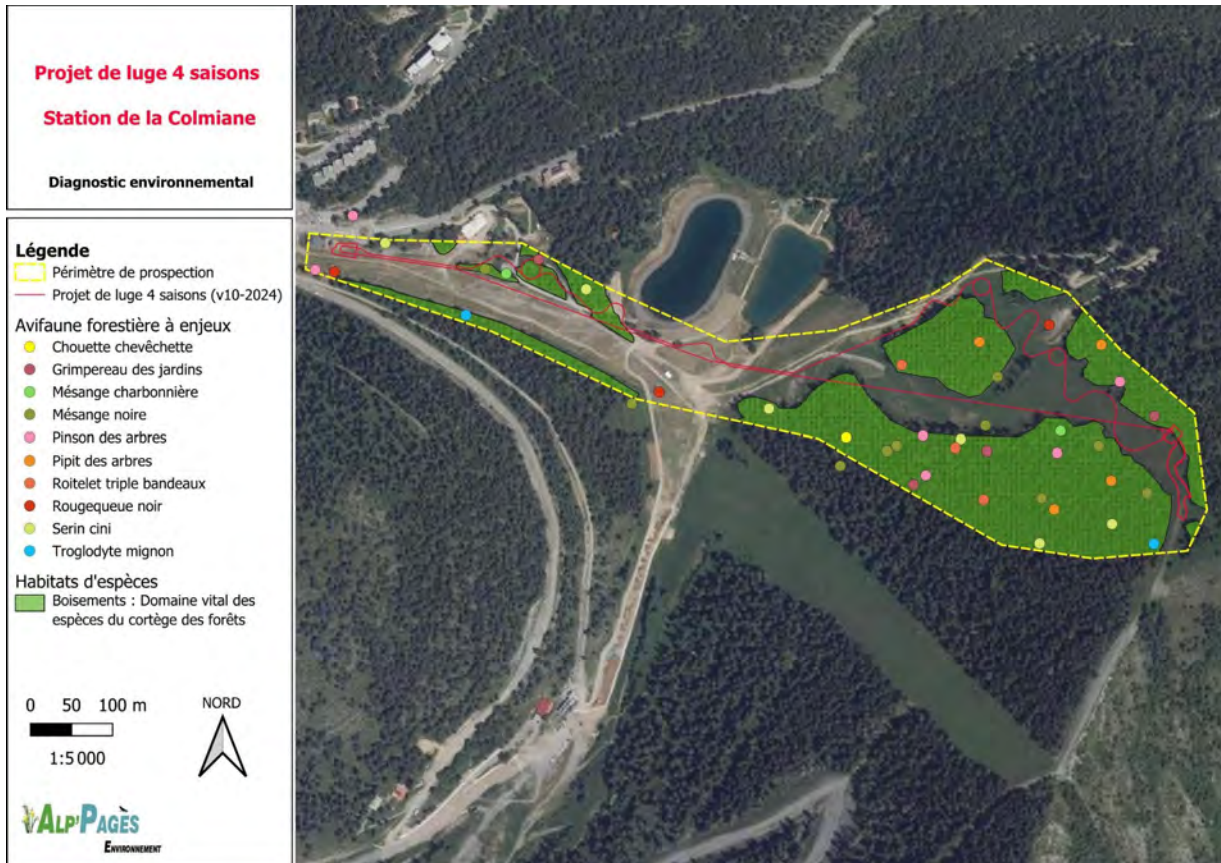 Projet de luge 4 saisons
Station de la Colmiane
Diagnostic environnemental
Légende
Périmètre de prospection
Projet de luge 4 saisons (v10-2024)
Avifaune forestière à enjeux
Chouette chevêchette
Grimpereau des jardins
Mésange charbonnière
Mésange noire
Pinson des arbres
Pipit des arbres
Roitelet triple bandeaux
Rougequeue noir
Serin cini
Troglodyte mignon
Habitats d'espèces
Boisements : Domaine vital des
espèces du cortège des forêts
0 50 100 m
1:5 000
NORD
ALP'PAGÈS
ENVIRONNEMENT